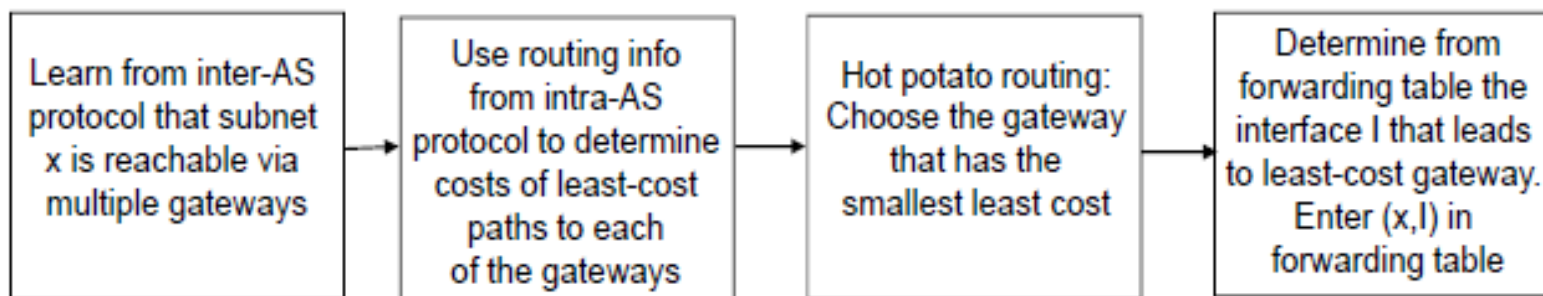 Learn from inter-AS
protocol that subnet
x is reachable via
multiple gateways
Use routing info
from intra-AS
protocol to determine
costs of least-cost
paths to each
of the gateways
Hot potato routing:
Choose the gateway
that has the
smallest least cost
Determine from
forwarding table the
interface I that leads
to least-cost gateway.
Enter (x,I) in
forwarding table